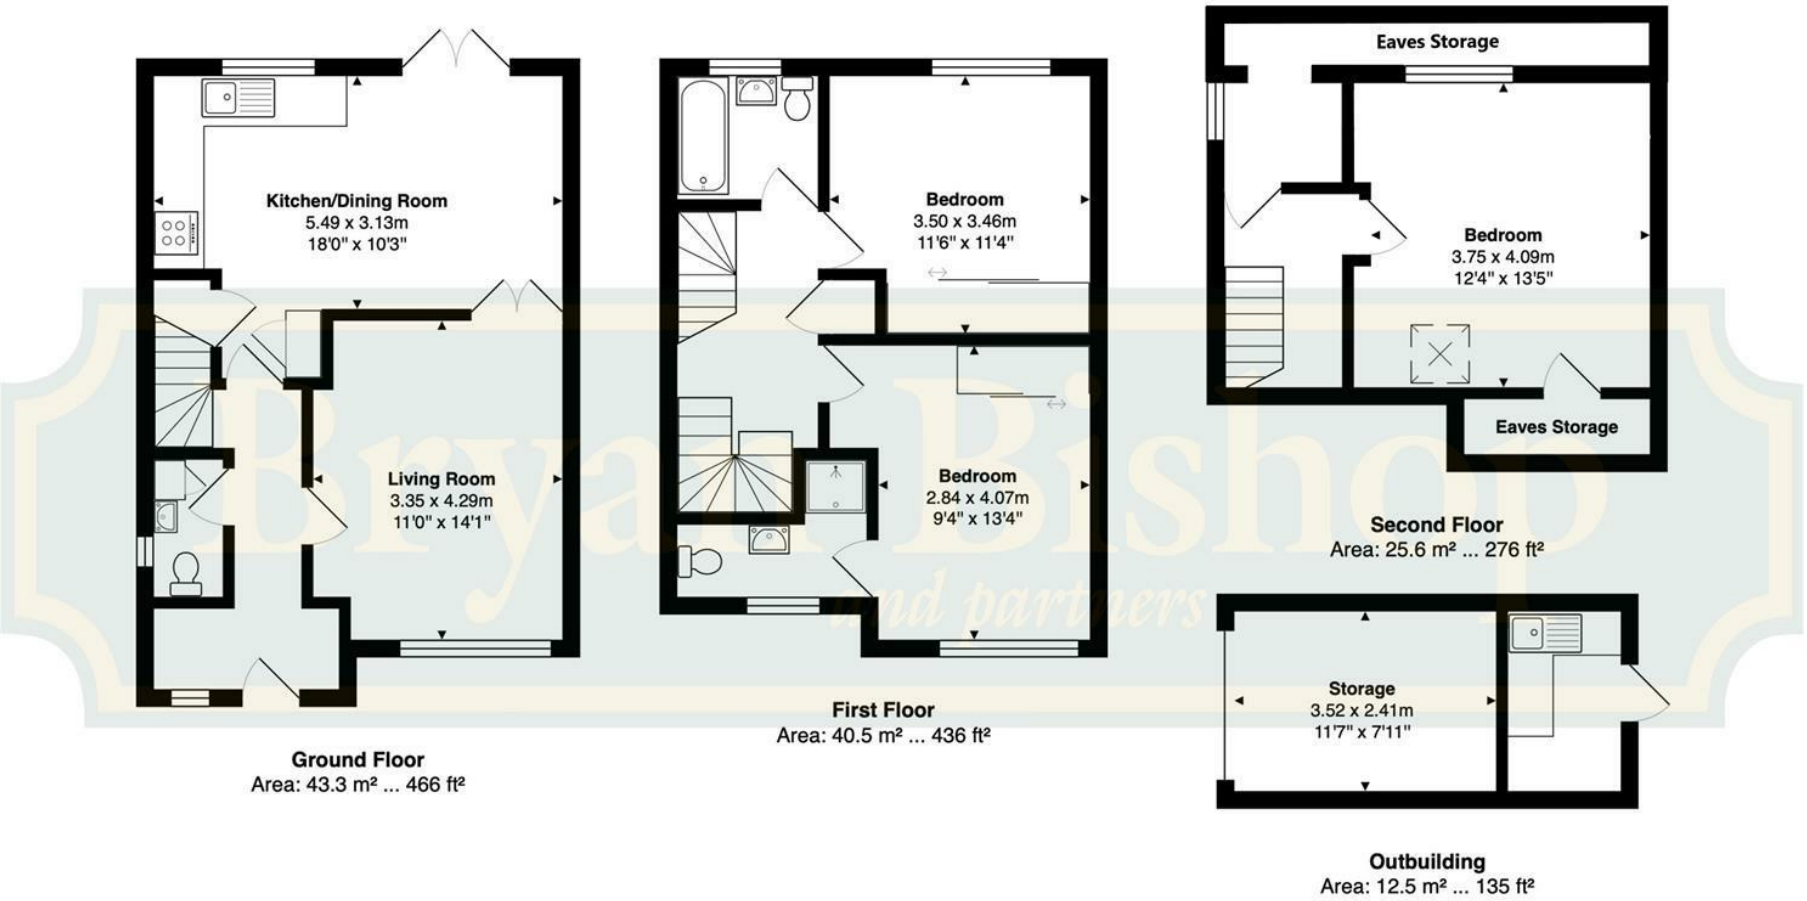 Kitchen/Dining Room
5.49 x 3.13m
18'0" x 10'3"
Living Room
3.35 x 4.29m
11'0" x 14'1"
Ground Floor
Area: 43.3 m² ... 466 ft²
Bedroom
3.50 x 3.46m
11'6" x 11'4"
Bedroom
2.84 x 4.07m
9'4" x 13'4"
First Floor
Area: 40.5 m² ... 436 ft²
Eaves Storage
Bedroom
3.75 x 4.09m
12'4" x 13'5"
Eaves Storage
Second Floor
Area: 25.6 m² ... 276 ft²
Storage
3.52 x 2.41m
11'7" x 7'11"
Outbuilding
Area: 12.5 m² ... 135 ft²
Bryan Bishop
and partners